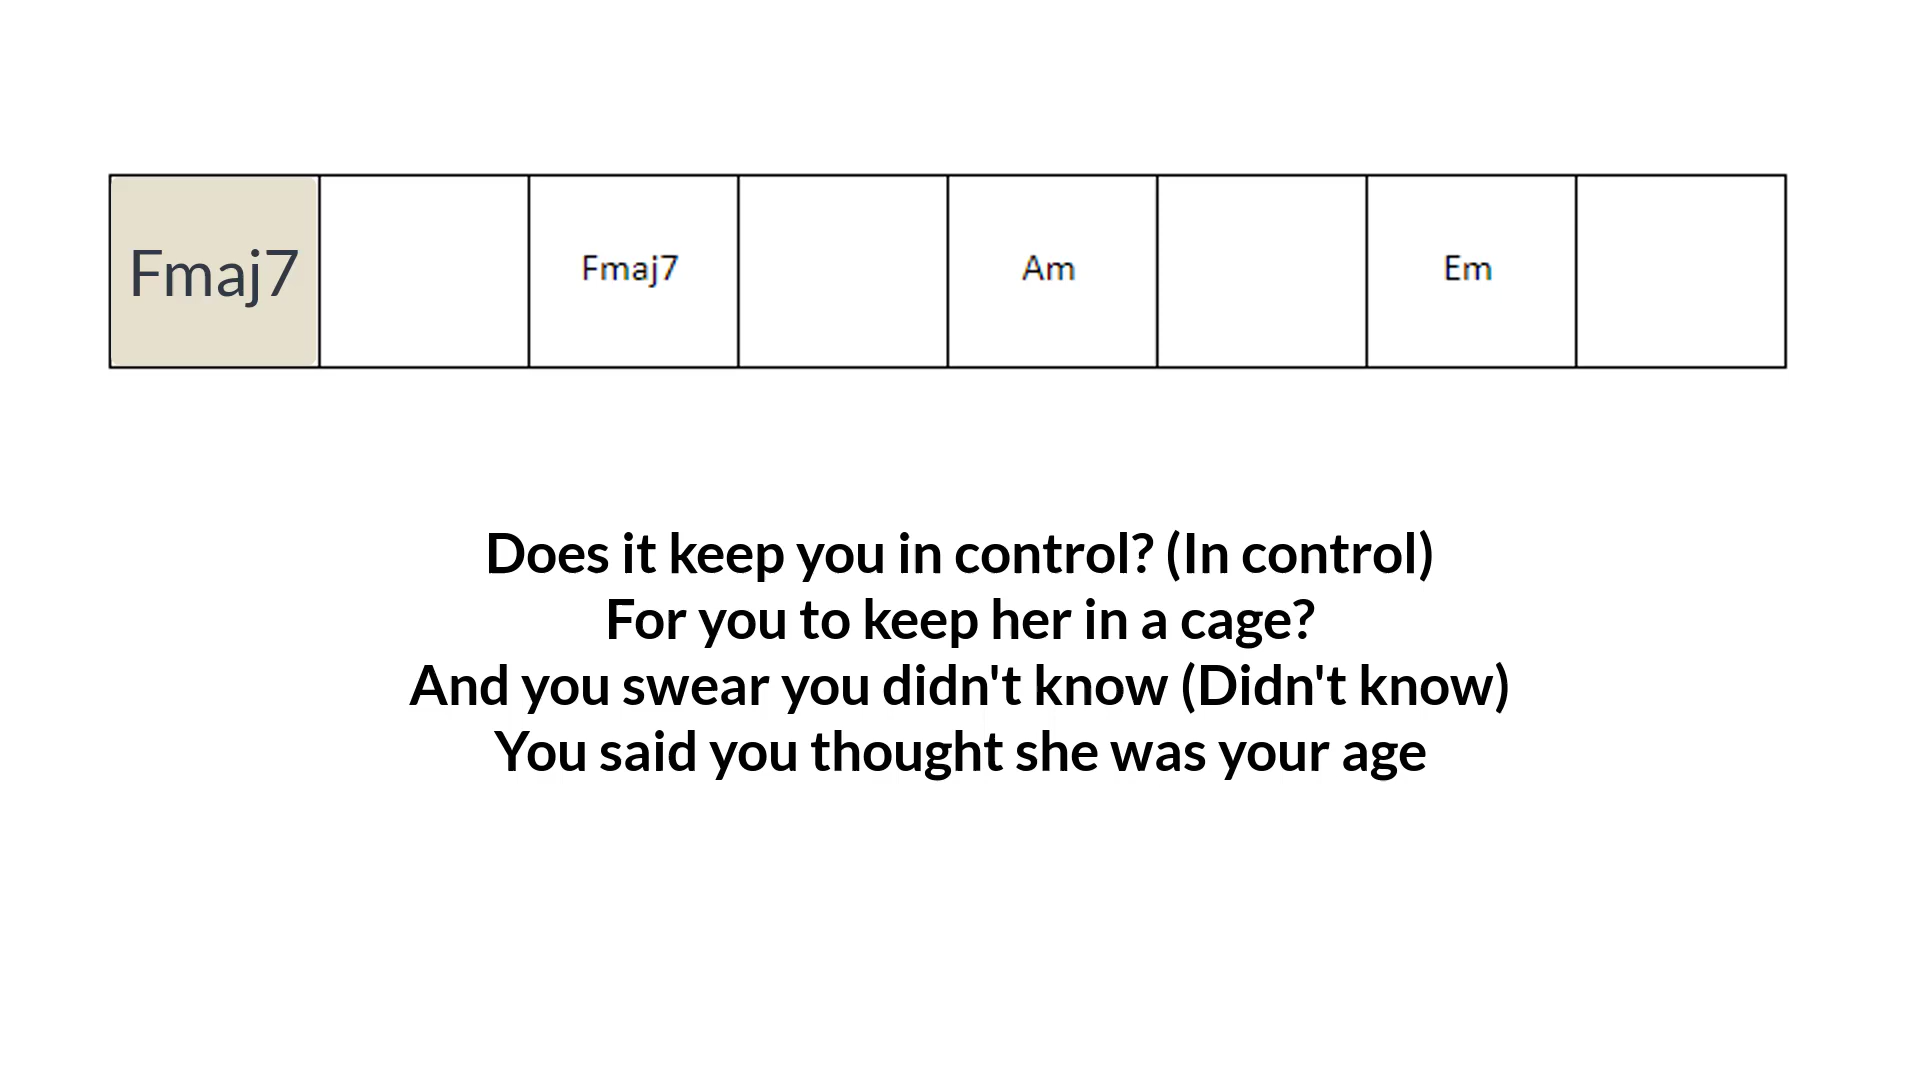 Fmaj7 Fmaj7 Am Em
Does it keep you in control? (In control)
For you to keep her in a cage?
And you swear you didn't know (Didn't know)
You said you thought she was your age